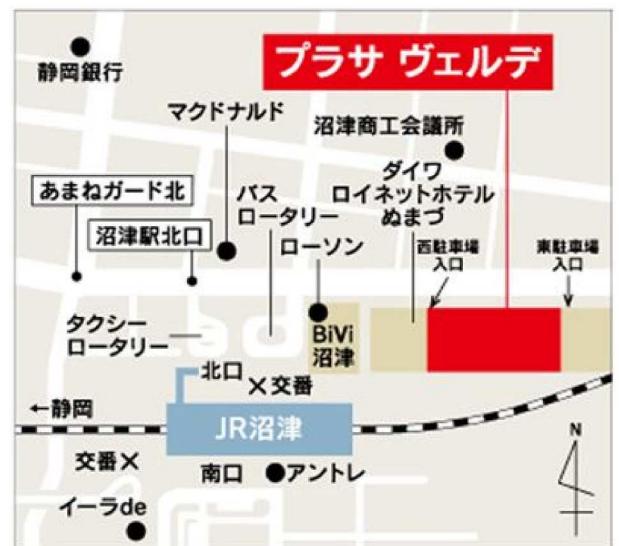 プラサ ヴェルデ
静岡銀行
マクドナルド
沼津商工会議所
ダイワ
ロイネットホテル
ぬまづ
あまねガード北
バス
ロータリー
沼津駅北口
ローソン
西駐車場
入口
東駐車場
入口
タクシー
ロータリー
BiVi
沼津
北口
×交番
←静岡
JR沼津
N
交番×
南口
アントレ
イーラde